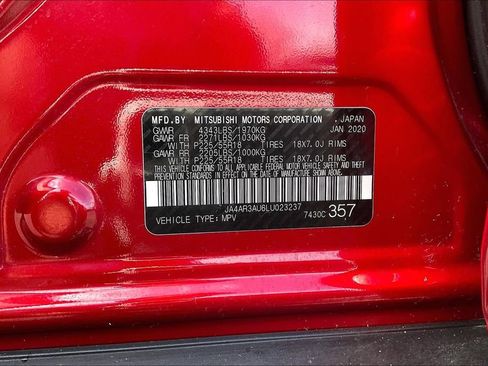 MFD.BY MITSUBISHI MOTORS CORPORATION , JAPAN
GVWR 4343LBS/1970KG JAN 2020
GAWR FR 2271LBS/1030KG
WITH P225/55R18 TIRES 18X7.0J RIMS
GAWR RR 2205LBS/1000KG
WITH P225/55R18 TIRES 18X7.0J RIMS
THIS VEHICLE CONFORMS TO ALL APPLICABLE FEDERAL MOTOR VEHICLE SAFETY STANDARDS IN EFFECT ON THE DATE OF MANUFACTURE SHOWN ABOVE.
JA4AR3AU6LU023237
VEHICLE TYPE: MPV 7430C 357